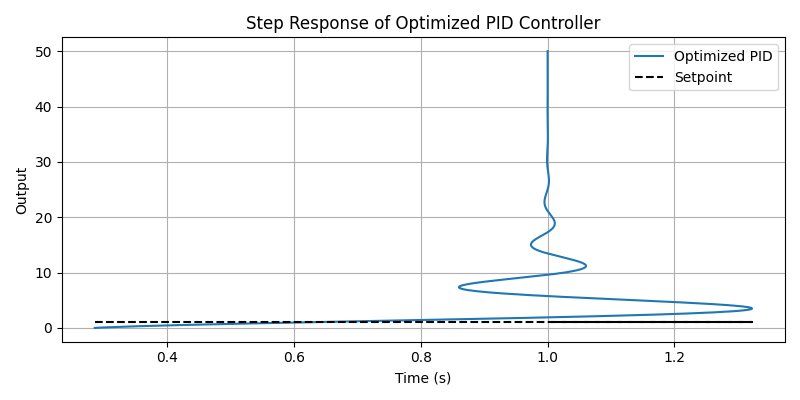 Step Response of Optimized PID Controller
Optimized PID
Setpoint
50
40
30
20
10
0
Output
0.4 0.6 0.8 1.0 1.2
Time (s)